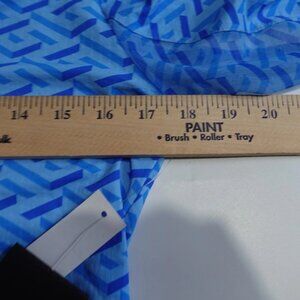 14 15 16 17 18 19 20
PAINT
• Brush • Roller • Tray